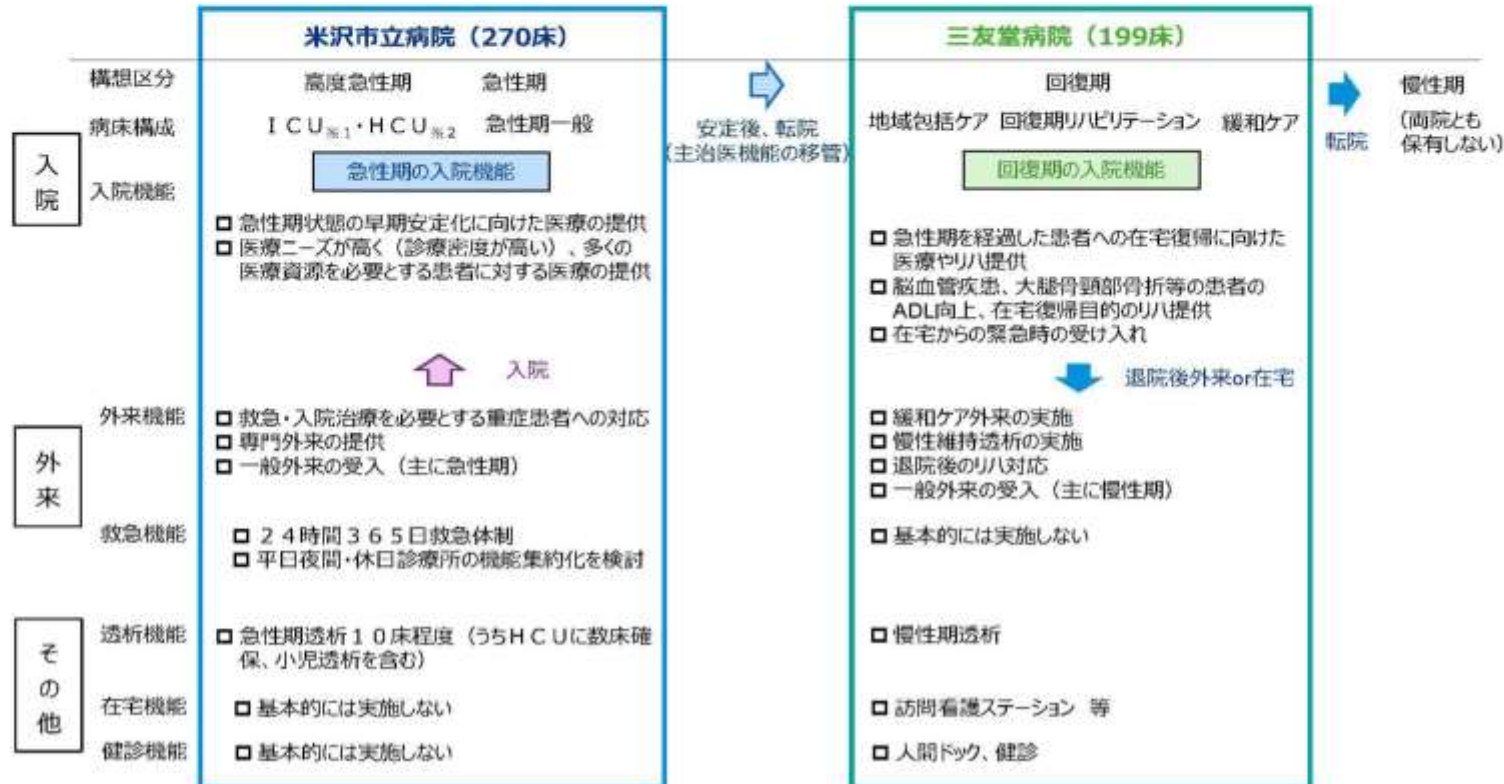 米沢市立病院（270床）
三友堂病院（199床）
構想区分
高度急性期 急性期
回復期
慢性期
病床構成
ＩＣＵ※1・ＨＣＵ※2 急性期一般
安定後、転院
（主治医機能の移管）
地域包括ケア 回復期リハビリテーション 緩和ケア
転院
（両院とも
保有しない）
入院
入院機能
急性期の入院機能
回復期の入院機能
急性期状態の早期安定化に向けた医療の提供
医療ニーズが高く（診療密度が高い）、多くの
医療資源を必要とする患者に対する医療の提供
急性期を経過した患者への在宅復帰に向けた
医療やリハ提供
脳血管疾患、大腿骨頸部骨折等の患者の
ADL向上、在宅復帰目的のリハ提供
在宅からの緊急時の受け入れ
入院
退院後外来or在宅
外来
外来機能
救急・入院治療を必要とする重症患者への対応
専門外来の提供
一般外来の受入（主に急性期）
緩和ケア外来の実施
慢性維持透析の実施
退院後のリハ対応
一般外来の受入（主に慢性期）
救急機能
２４時間３６５日救急体制
平日夜間・休日診療所の機能集約化を検討
基本的には実施しない
その他
透析機能
急性期透析１０床程度（うちＨＣＵに数床確
保、小児透析を含む）
慢性期透析
在宅機能
基本的には実施しない
訪問看護ステーション 等
健診機能
基本的には実施しない
人間ドック、健診